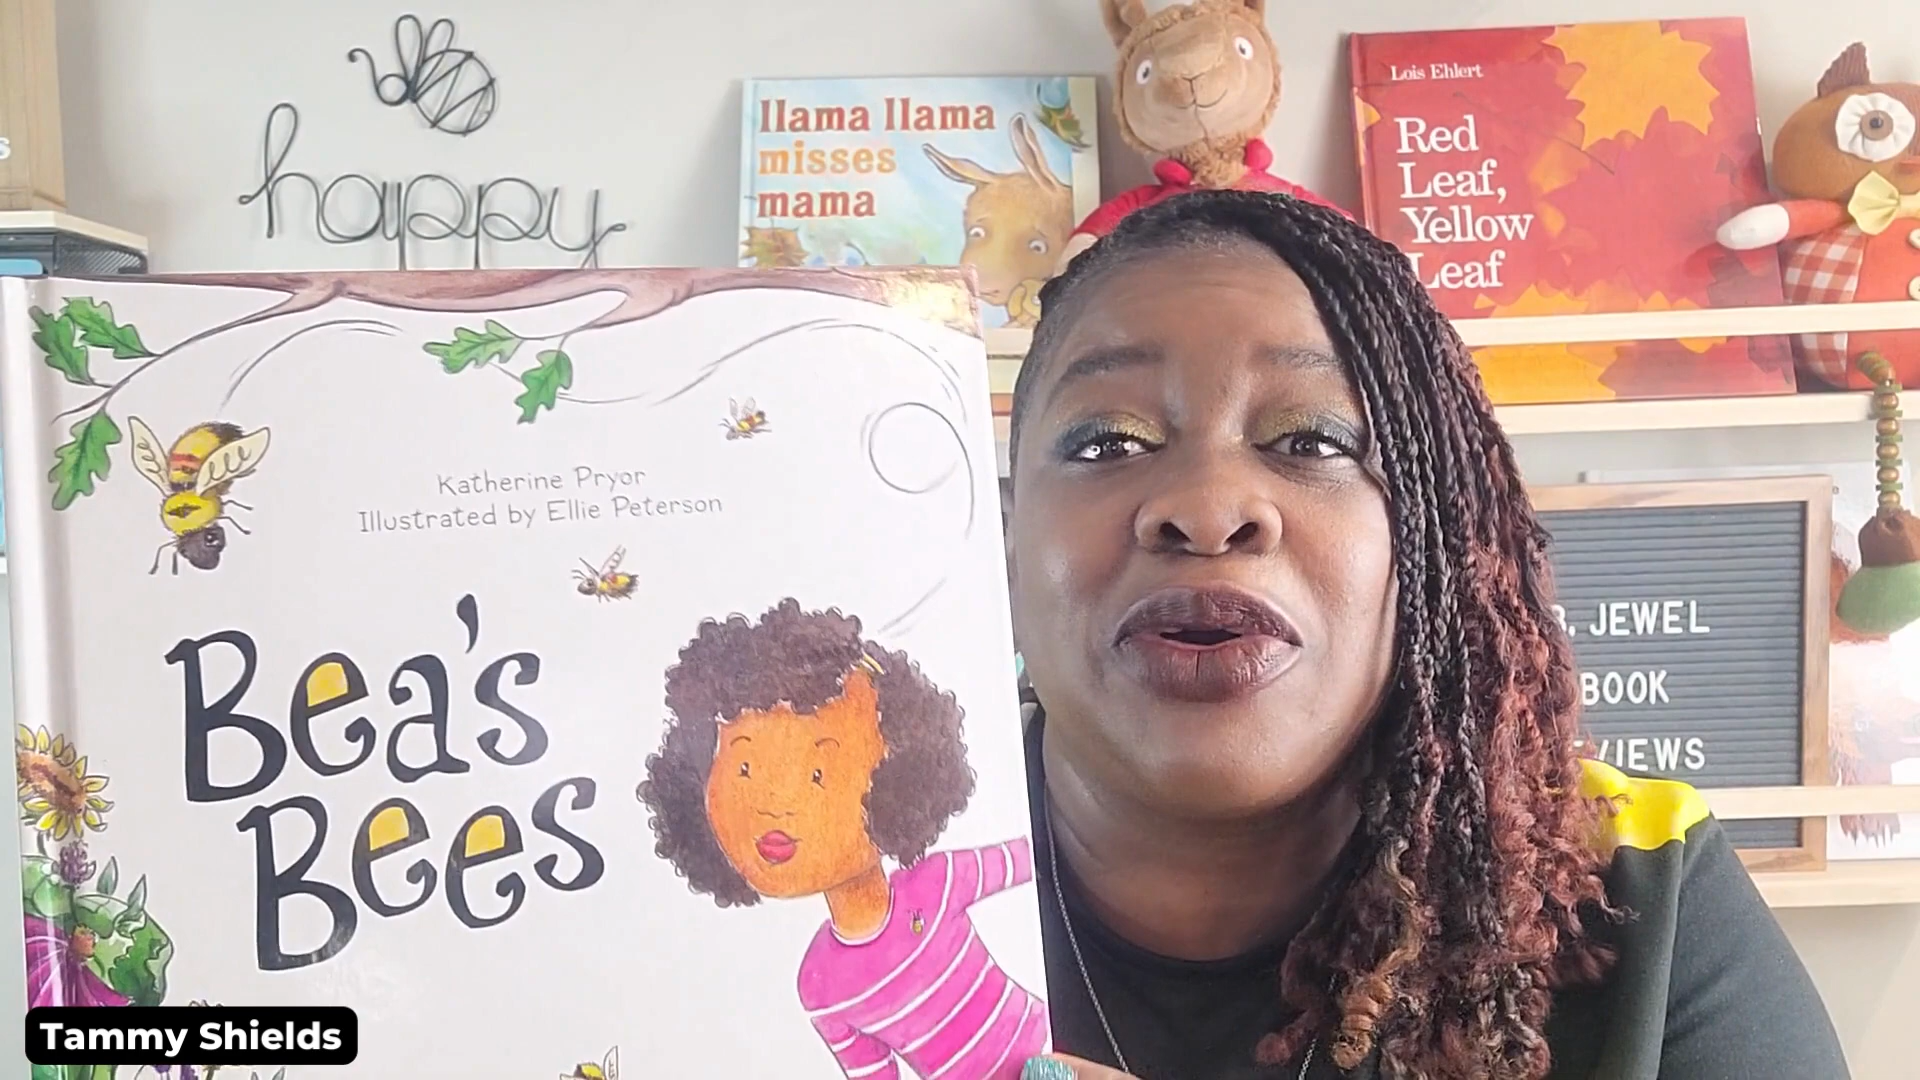 happy
llama llama
misses
mama
Lois Ehlert
Red
Leaf,
Yellow
Leaf
Katherine Pryor
Illustrated by Ellie Peterson
Bea's
Bees
JEWEL
BOOK
Tammy Shields